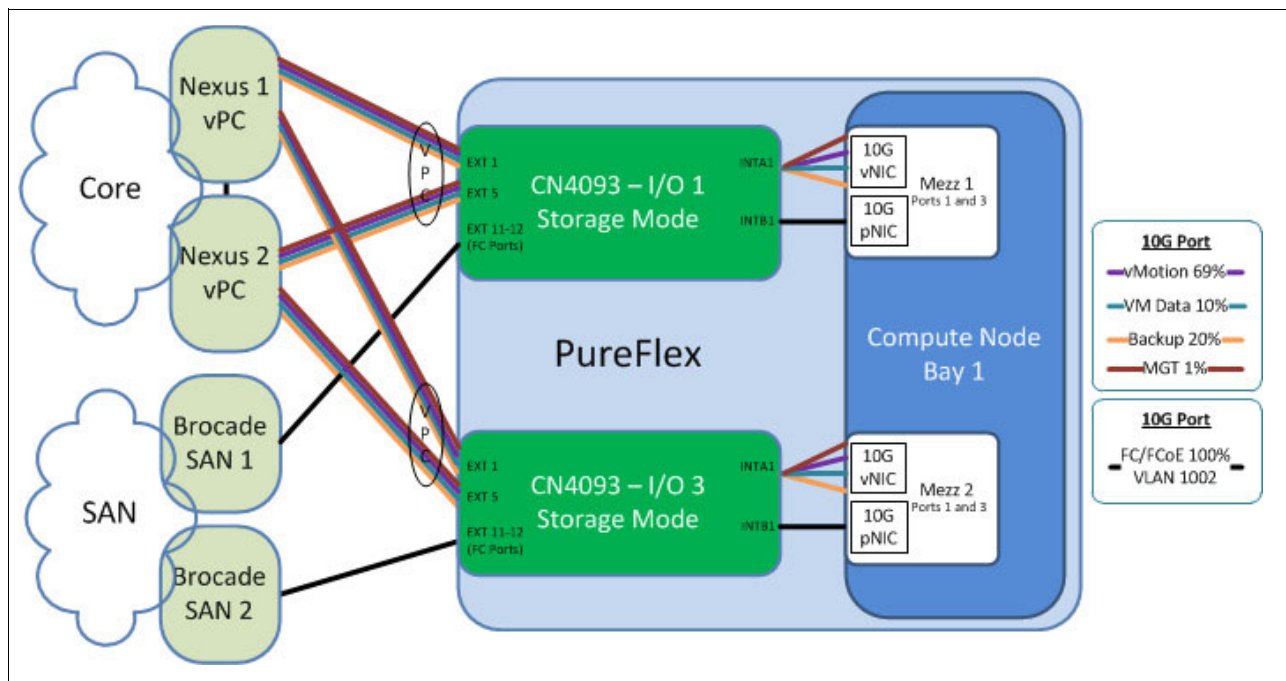 Core
SAN
Nexus 1
vPC
Nexus 2
vPC
Brocade
SAN 1
Brocade
SAN 2
V
P
C
V
P
C
PureFlex
EXT 1
EXT 5
EXT 11-12
(FC Ports)
CN4093 – I/O 1
Storage Mode
INTA1
INTB1
EXT 1
EXT 5
EXT 11-12
(FC Ports)
CN4093 – I/O 3
Storage Mode
INTA1
INTB1
10G
vNIC
10G
pNIC
Mezz 1
Ports 1 and 3
Compute Node
Bay 1
10G
vNIC
10G
pNIC
Mezz 2
Ports 1 and 3
10G Port
vMotion 69%
VM Data 10%
Backup 20%
MGT 1%
10G Port
FC/FCoE 100%
VLAN 1002